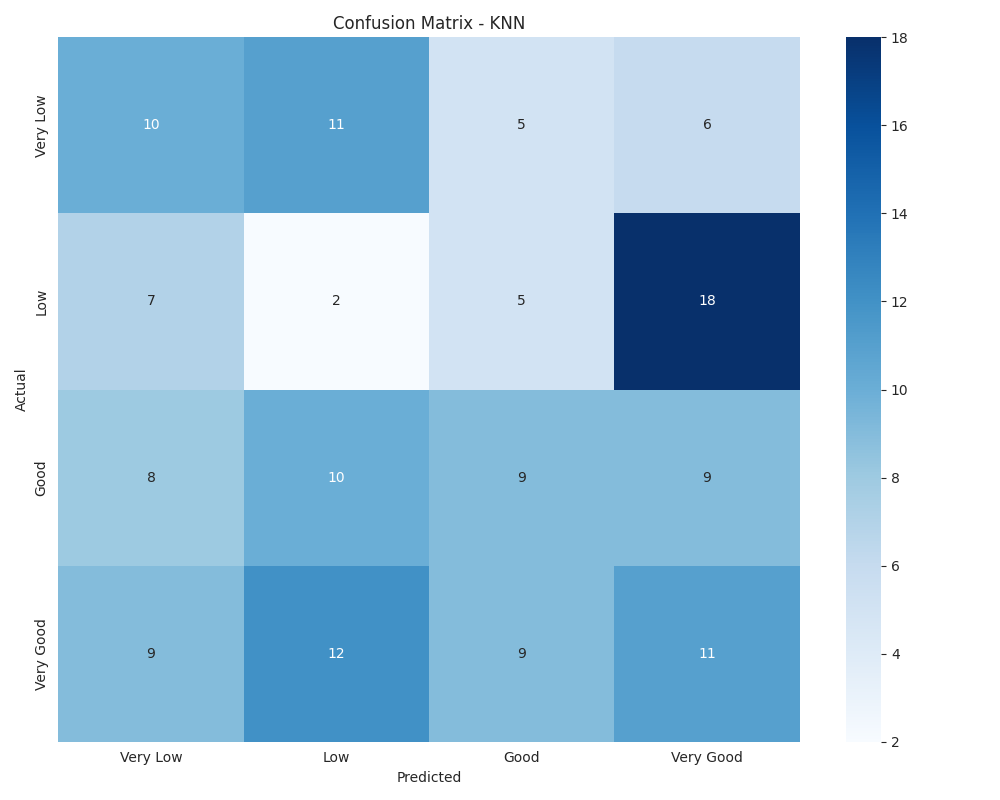 Confusion Matrix - KNN
Actual
Very Low
10 11 5 6
Low
7 2 5 18
Good
8 10 9 9
Very Good
9 12 9 11
Very Low Low Good Very Good
Predicted
18
16
14
12
10
8
6
4
2